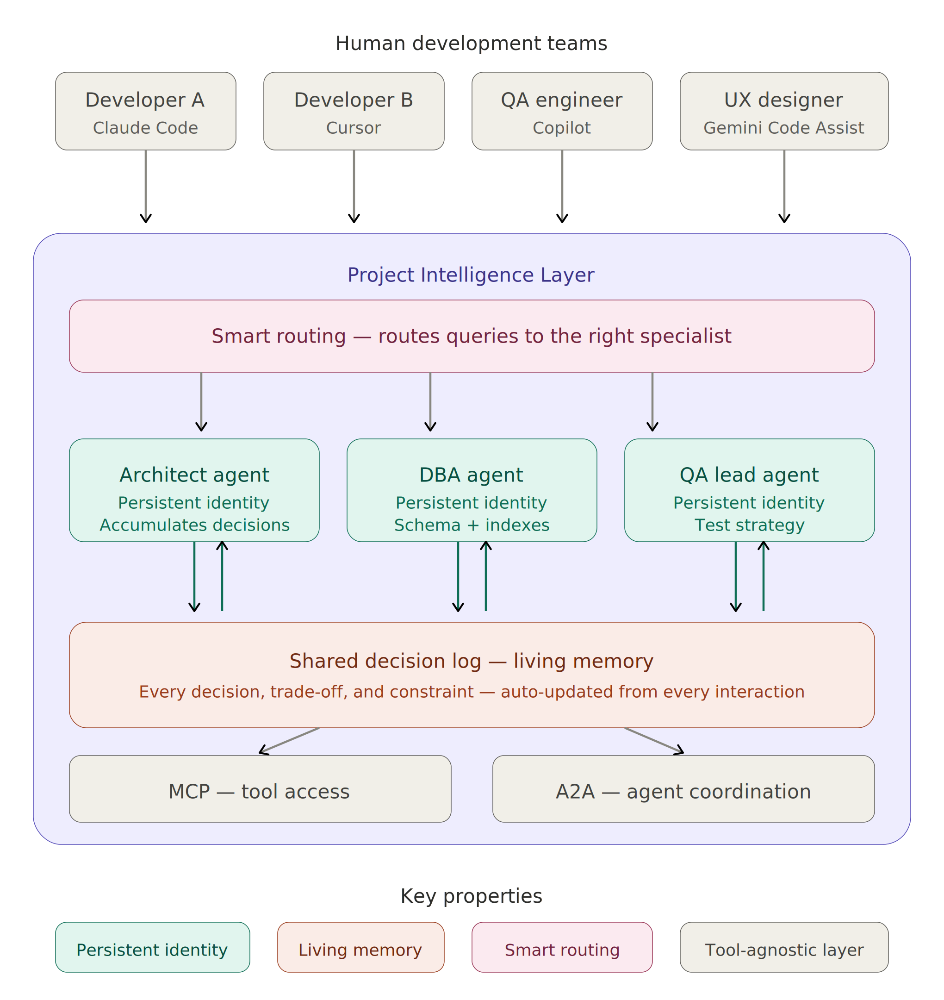 Human development teams
Developer A
Claude Code
Developer B
Cursor
QA engineer
Copilot
UX designer
Gemini Code Assist
Project Intelligence Layer
Smart routing — routes queries to the right specialist
Architect agent
Persistent identity
Accumulates decisions
DBA agent
Persistent identity
Schema + indexes
QA lead agent
Persistent identity
Test strategy
Shared decision log — living memory
Every decision, trade-off, and constraint — auto-updated from every interaction
MCP — tool access
A2A — agent coordination
Key properties
Persistent identity
Living memory
Smart routing
Tool-agnostic layer